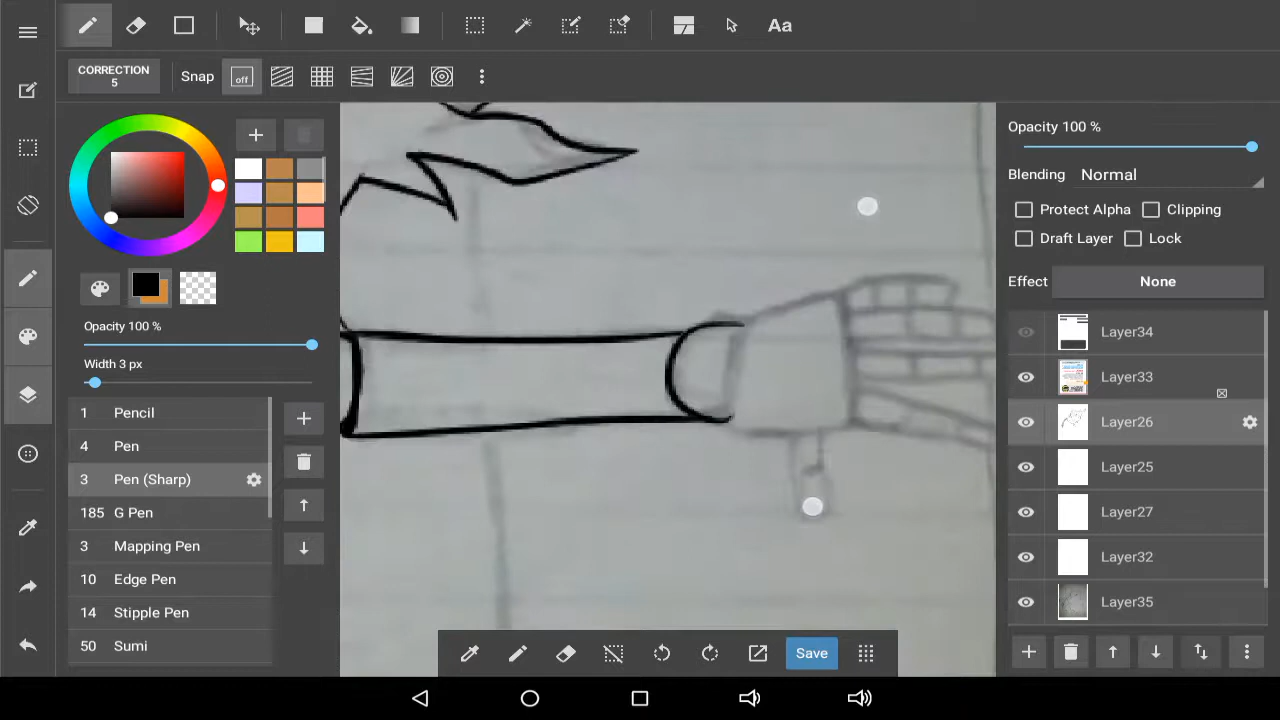 Aa
CORRECTION
5
Snap
off
Opacity 100 %
Width 3 px
1 Pencil
4 Pen
3 Pen (Sharp)
185 G Pen
3 Mapping Pen
10 Edge Pen
14 Stipple Pen
50 Sumi
Save
Opacity 100 %
Blending Normal
Protect Alpha Clipping
Draft Layer Lock
Effect None
Layer34
Layer33
Layer26
Layer25
Layer27
Layer32
Layer35